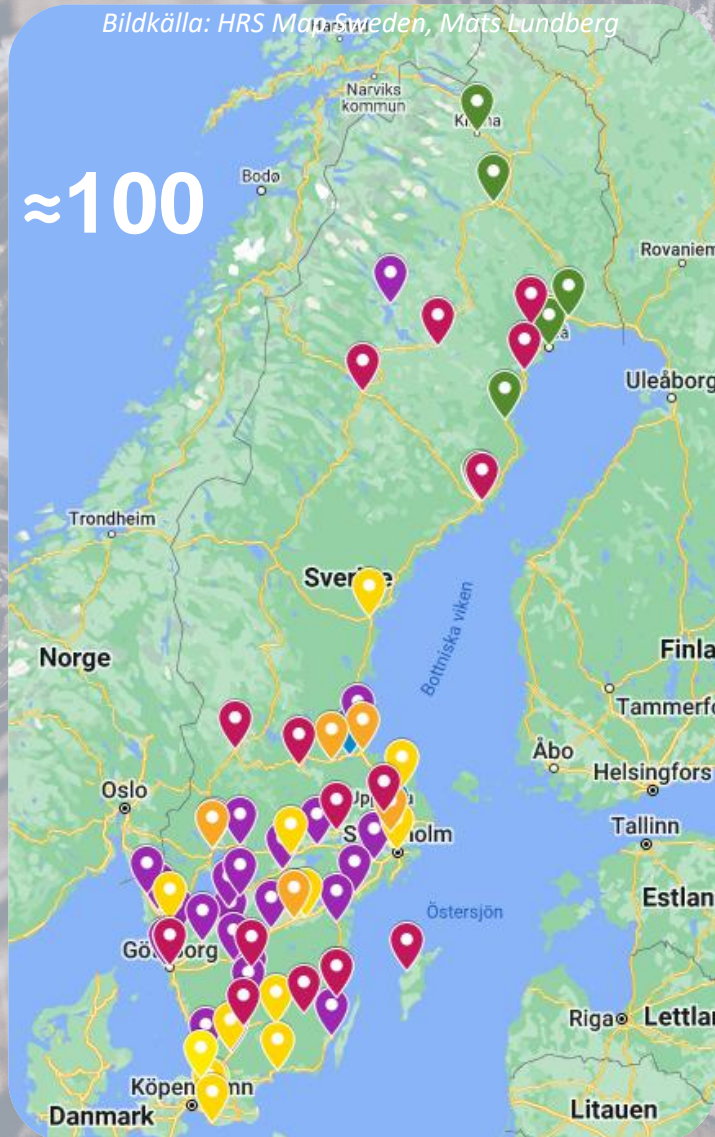 Bildkälla: HRS Map Sweden, Mats Lundberg
Narviks
kommun
Bodø
≈100
Rovaniem
Uleåborg
Trondheim
Sverige
Bottniska viken
Norge
Finla
Tammerfo
Åbo
Helsingfors
Oslo
Uppsala
Tallinn
Stockholm
Estlan
Östersjön
Göteborg
Riga
Lettlan
Köpenhamn
Danmark
Litauen